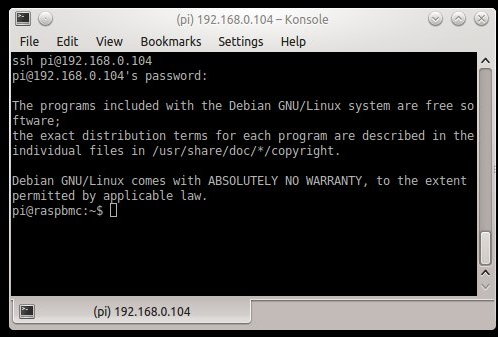 (pi) 192.168.0.104 – Konsole
File Edit View Bookmarks Settings Help
ssh pi@192.168.0.104
pi@192.168.0.104's password:
The programs included with the Debian GNU/Linux system are free so
ftware;
the exact distribution terms for each program are described in the
individual files in /usr/share/doc/*/copyright.
Debian GNU/Linux comes with ABSOLUTELY NO WARRANTY, to the extent
permitted by applicable law.
pi@raspbmc:~$
(pi) 192.168.0.104